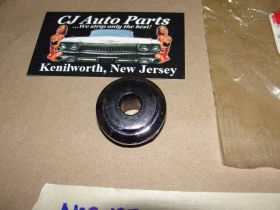 CJ Auto Parts
...We strip only the best!
Kenilworth, New Jersey